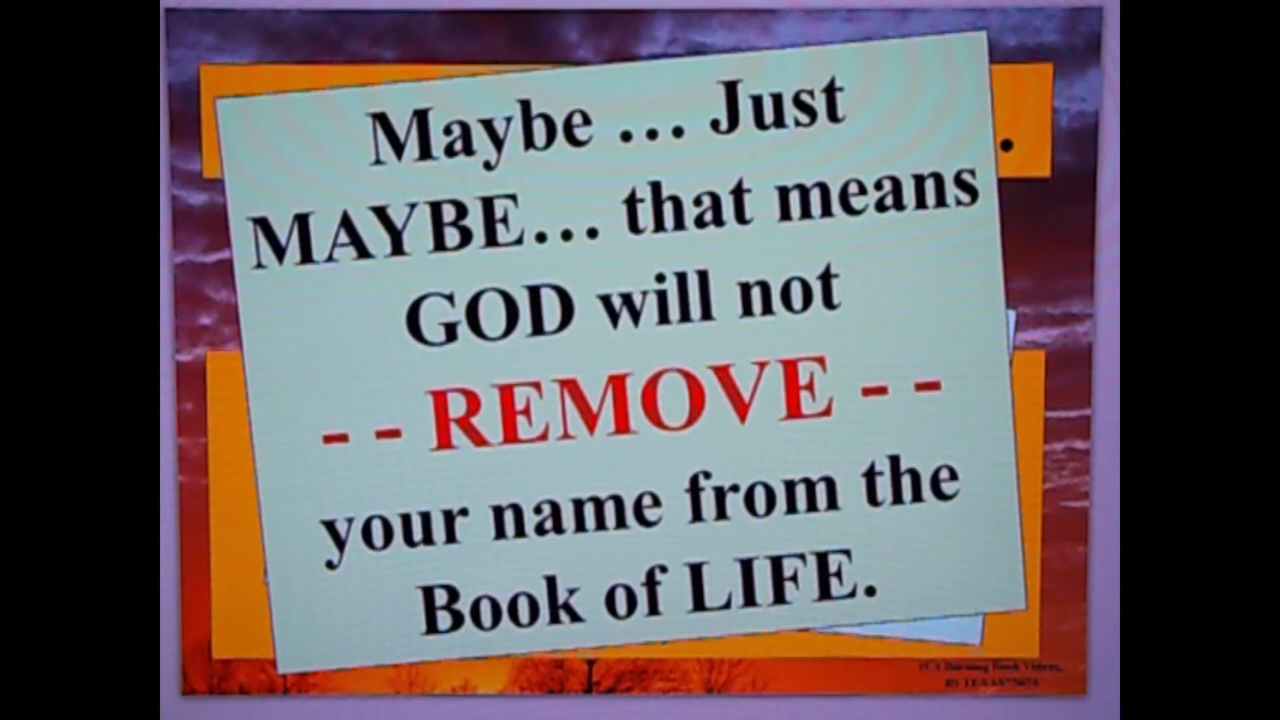 Maybe … Just
MAYBE… that means
GOD will not
- - REMOVE - -
your name from the
Book of LIFE.
.